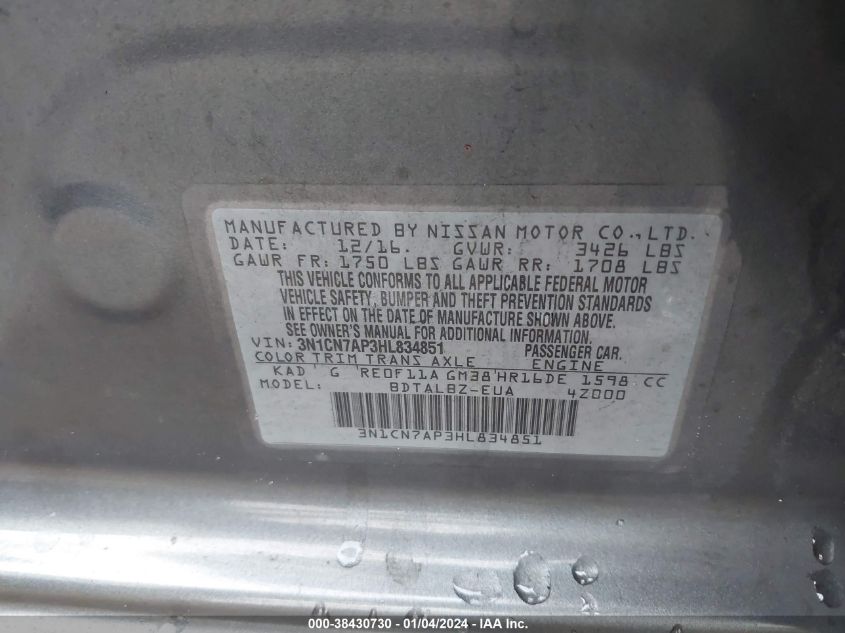 MANUFACTURED BY NISSAN MOTOR CO., LTD.
DATE: 12/16. GVWR: 3426 LBS
GAWR FR: 1750 LBS GAWR RR: 1708 LBS
THIS VEHICLE CONFORMS TO ALL APPLICABLE FEDERAL MOTOR
VEHICLE SAFETY, BUMPER AND THEFT PREVENTION STANDARDS
IN EFFECT ON THE DATE OF MANUFACTURE SHOWN ABOVE.
SEE OWNER'S MANUAL FOR ADDITIONAL INFORMATION.
VIN: 3N1CN7AP3HL834851 PASSENGER CAR.
COLOR TRIM TRANS AXLE ENGINE
KAD G RE0F11A GM38 HR16DE 1598 CC
MODEL: BDTALBZ-EUA 4Z000
3N1CN7AP3HL834851
000-38430730 - 01/04/2024 - IAA Inc.